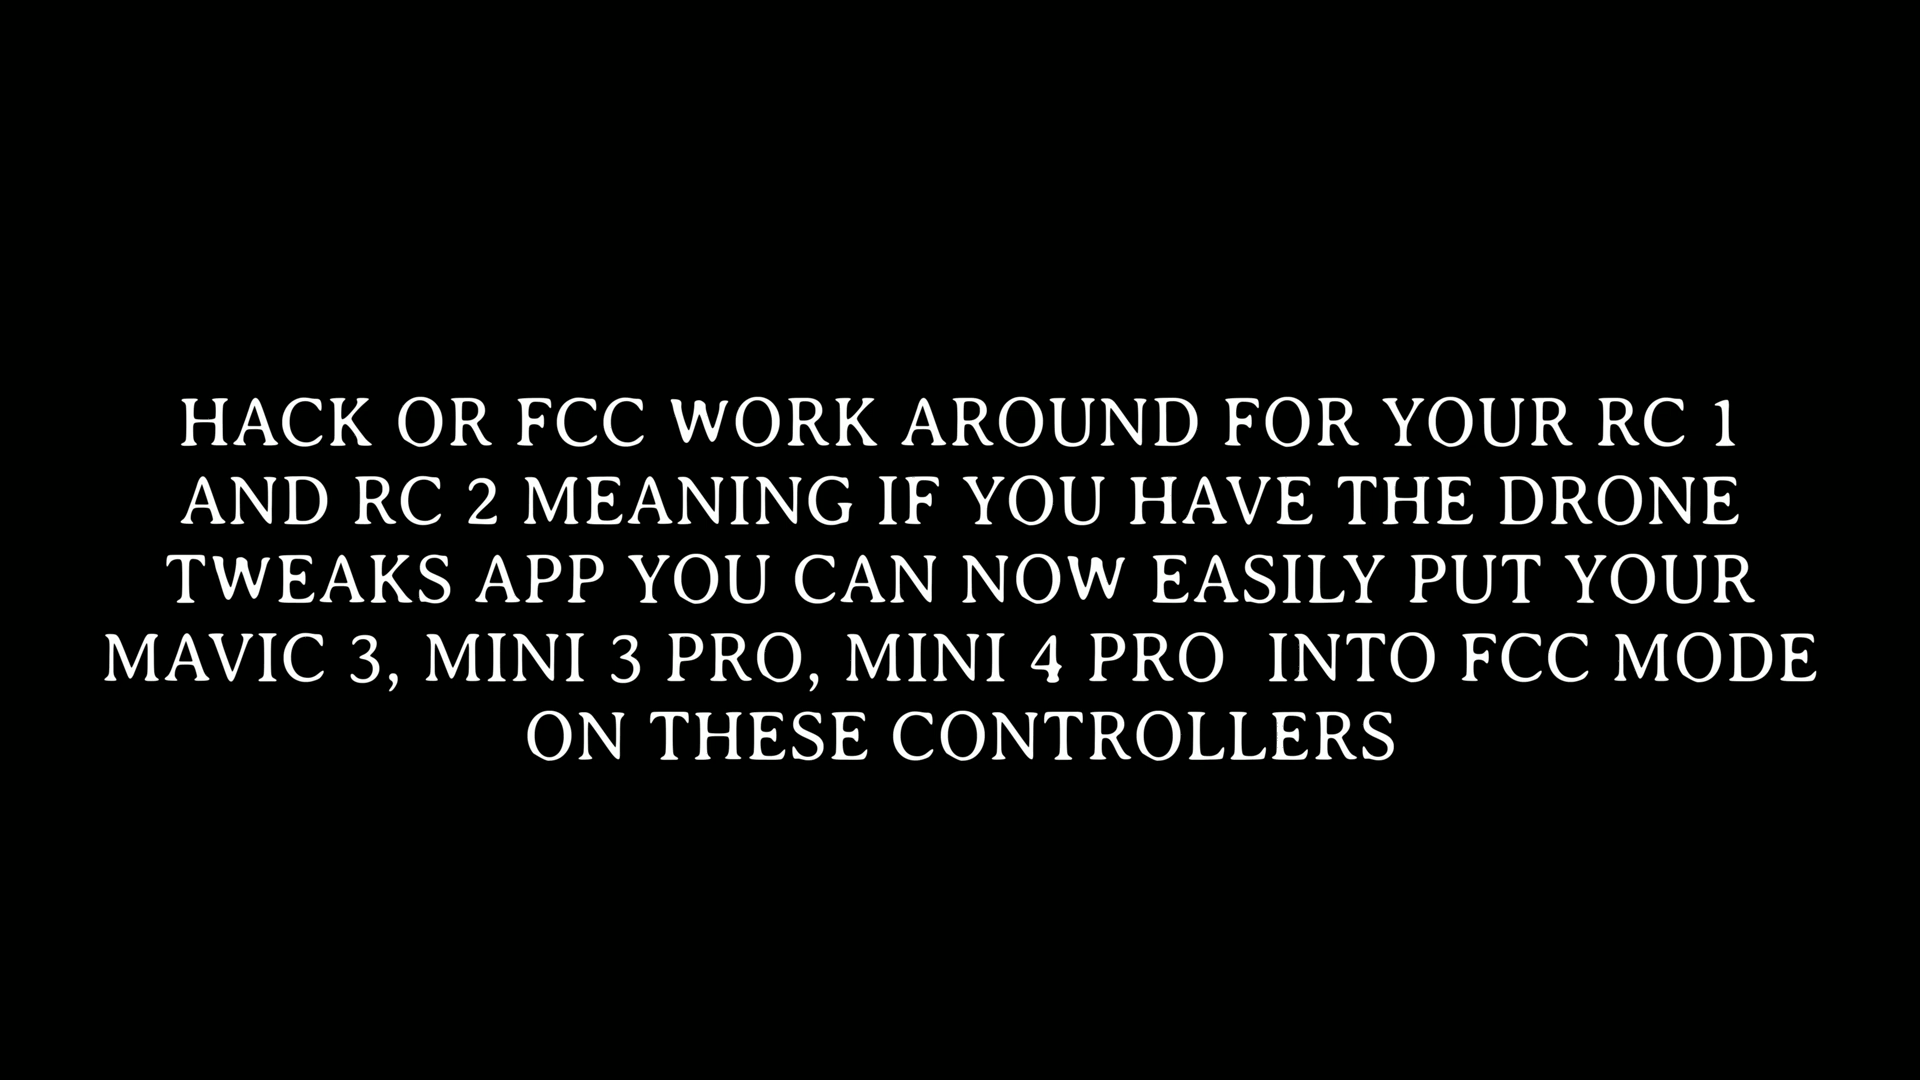 HACK OR FCC WORK AROUND FOR YOUR RC 1
AND RC 2 MEANING IF YOU HAVE THE DRONE
TWEAKS APP YOU CAN NOW EASILY PUT YOUR
MAVIC 3, MINI 3 PRO, MINI 4 PRO  INTO FCC MODE
ON THESE CONTROLLERS